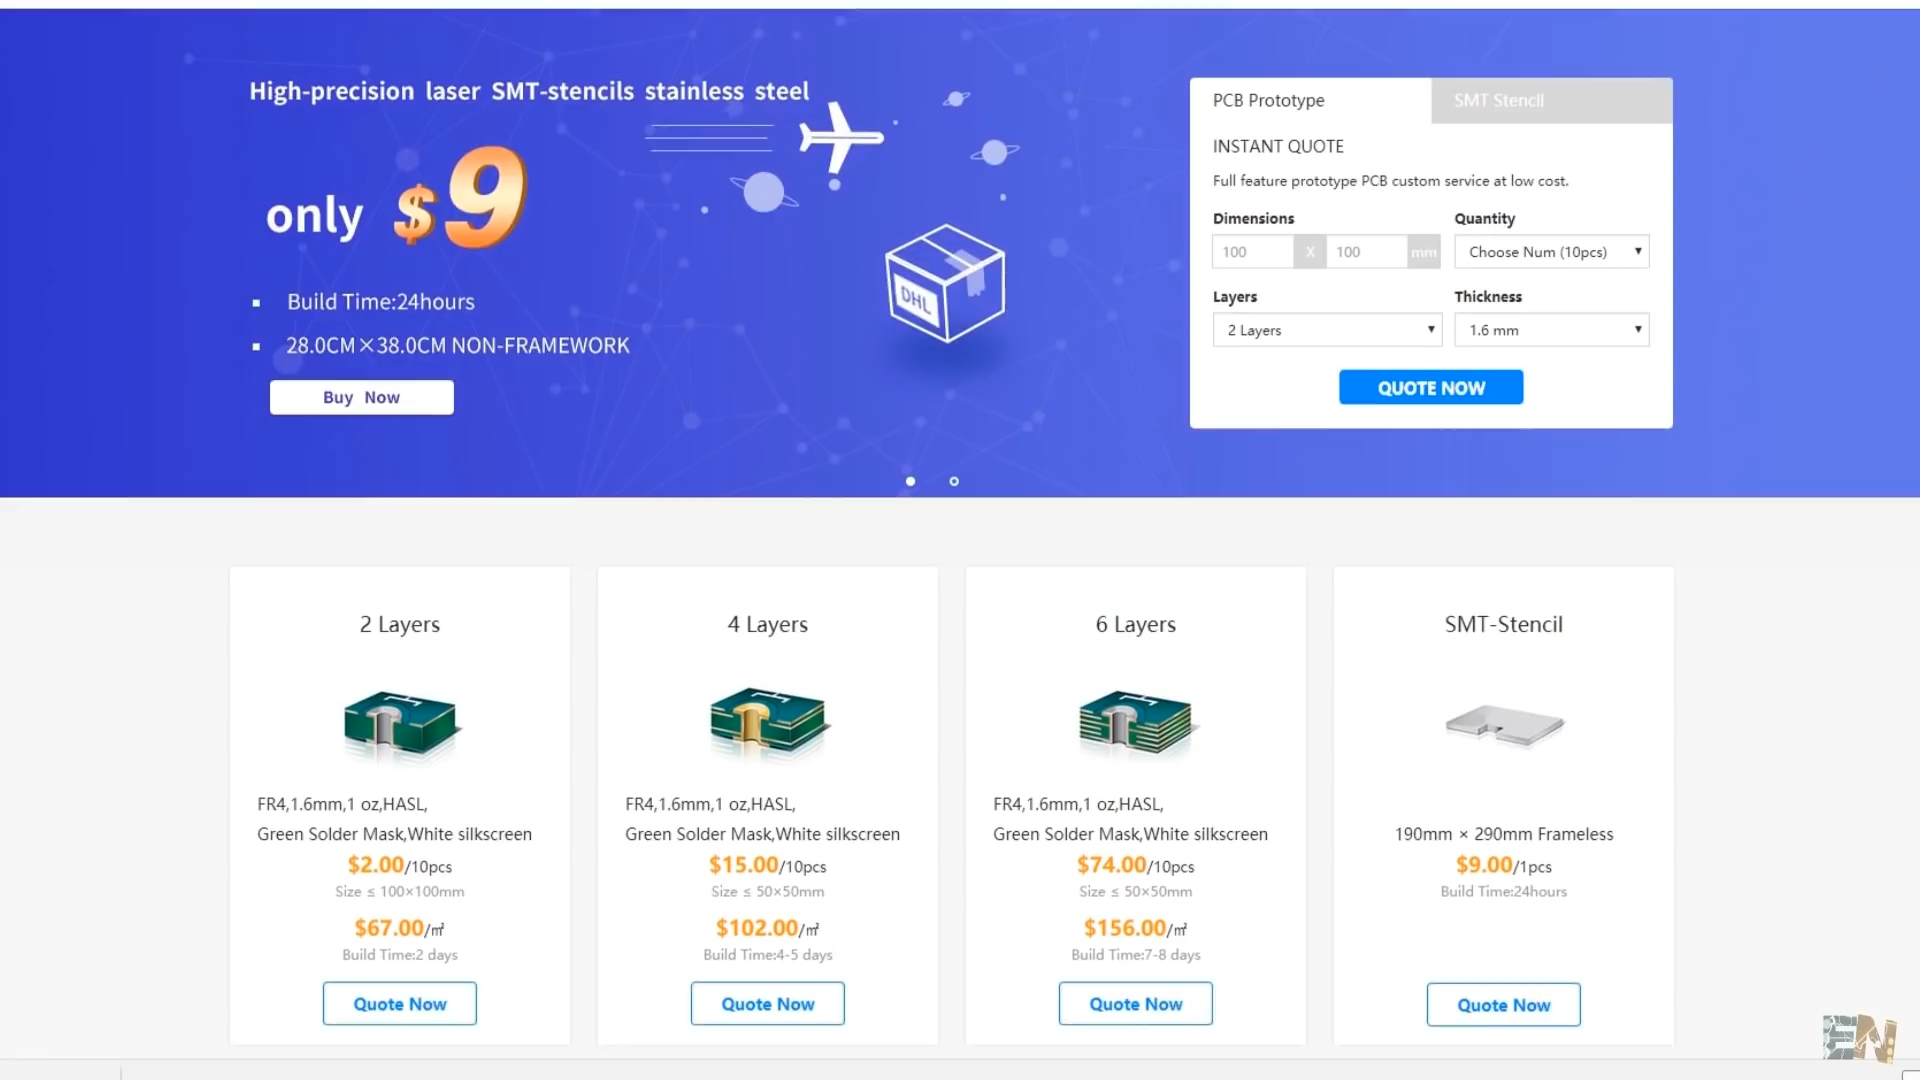 High-precision laser SMT-stencils stainless steel
only $9
Build Time:24hours
28.0CM×38.0CM NON-FRAMEWORK
Buy Now
DHL
PCB Prototype
SMT Stencil
INSTANT QUOTE
Full feature prototype PCB custom service at low cost.
Dimensions
Quantity
100 X 100 mm
Choose Num (10pcs)
Layers
Thickness
2 Layers
1.6 mm
QUOTE NOW
2 Layers
FR4,1.6mm,1 oz,HASL,
Green Solder Mask,White silkscreen
$2.00/10pcs
Size ≤ 100×100mm
$67.00/㎡
Build Time:2 days
Quote Now
4 Layers
FR4,1.6mm,1 oz,HASL,
Green Solder Mask,White silkscreen
$15.00/10pcs
Size ≤ 50×50mm
$102.00/㎡
Build Time:4-5 days
Quote Now
6 Layers
FR4,1.6mm,1 oz,HASL,
Green Solder Mask,White silkscreen
$74.00/10pcs
Size ≤ 50×50mm
$156.00/㎡
Build Time:7-8 days
Quote Now
SMT-Stencil
190mm × 290mm Frameless
$9.00/1pcs
Build Time:24hours
Quote Now
EN